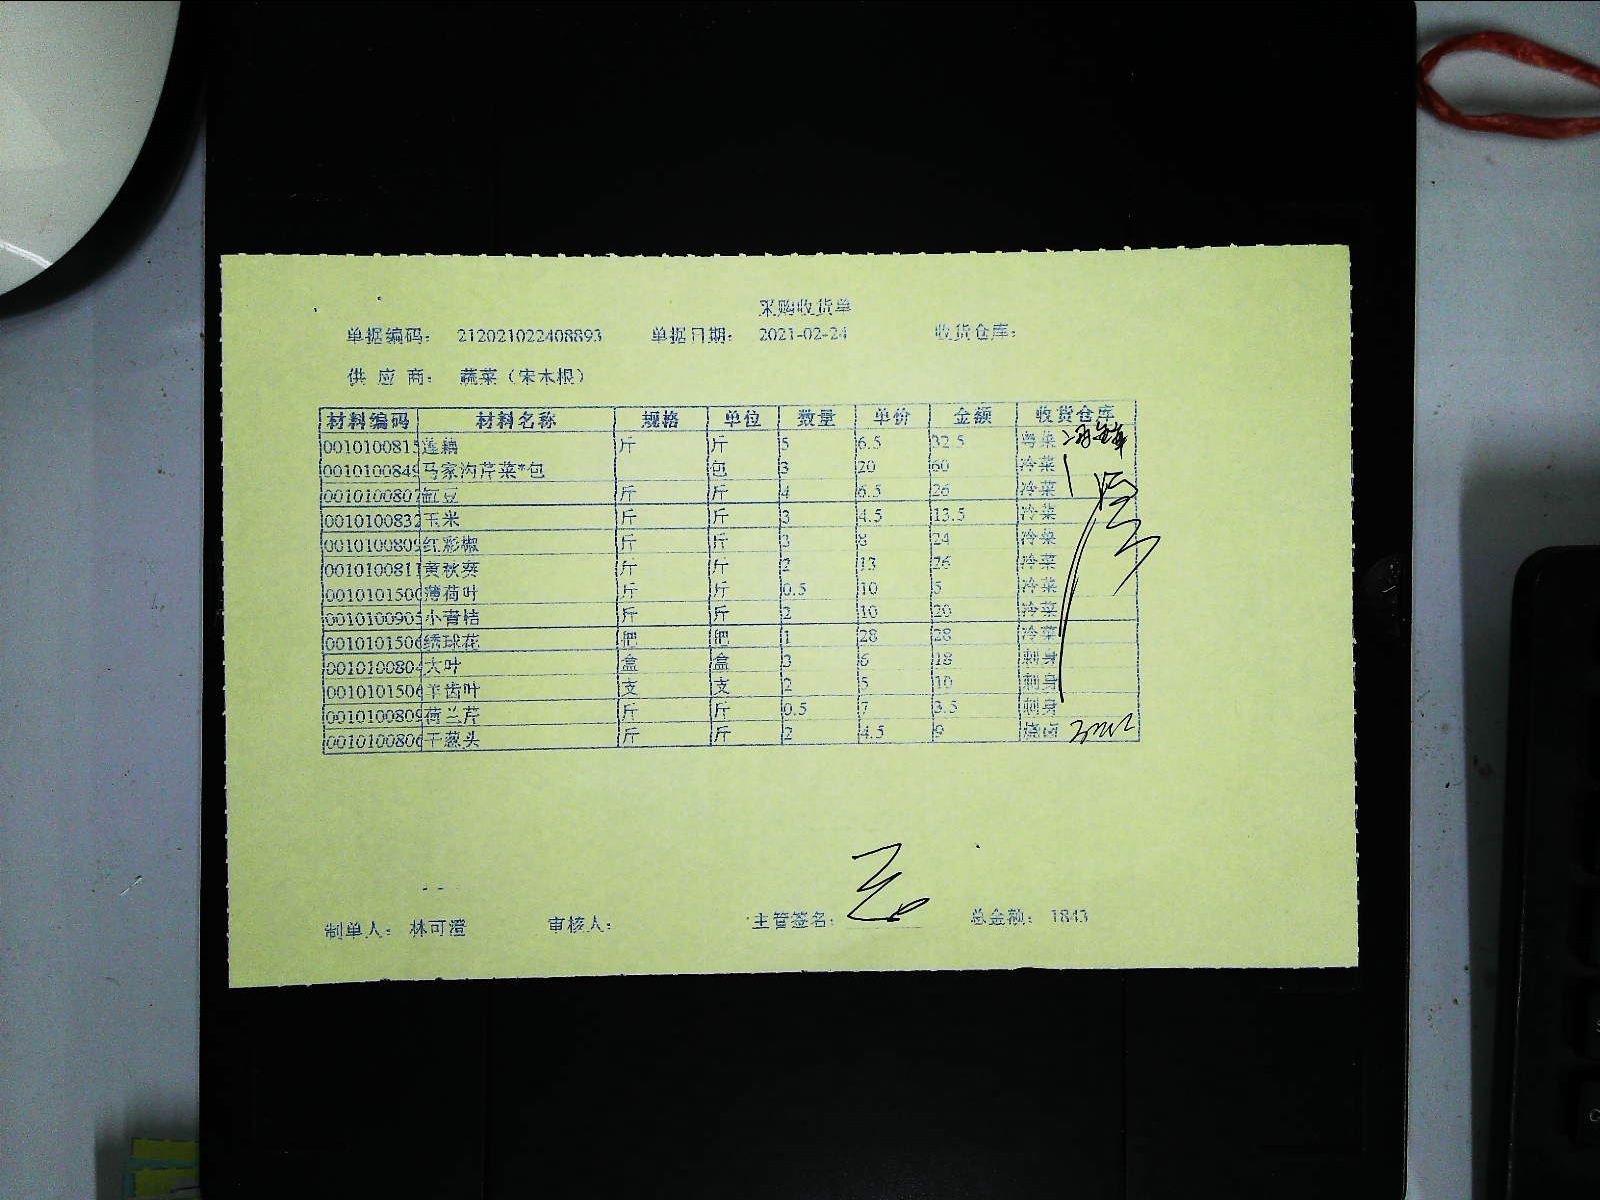 采购收货单
单据编码： 212021022408893 单据日期： 2021-02-24 收货仓库：
供 应 商： 蔬菜（宋木根）
材料编码 材料名称 规格 单位 数量 单价 金额 收货仓库
0010100815 莲藕 斤 斤 5 6.5 32.5 粤菜
0010100849 马家沟芹菜*包 包 3 20 60 冷菜
0010100807 缸豆 斤 斤 4 6.5 26 冷菜
0010100832 玉米 斤 斤 3 4.5 13.5 冷菜
0010100809 红彩椒 斤 斤 3 8 24 冷菜
0010100811 黄秋葵 斤 斤 2 13 26 冷菜
0010101500 薄荷叶 斤 斤 0.5 10 5 冷菜
0010100905 小青桔 斤 斤 2 10 20 冷菜
0010101506 绣球花 把 把 1 28 28 冷菜
0010100804 大叶 盒 盒 3 6 18 刺身
0010101506 羊齿叶 支 支 2 5 10 刺身
0010100809 荷兰芹 斤 斤 0.5 7 3.5 刺身
0010100806 干葱头 斤 斤 2 4.5 9 烧卤
制单人： 林可澄 审核人： 主管签名： 总金额： 1843